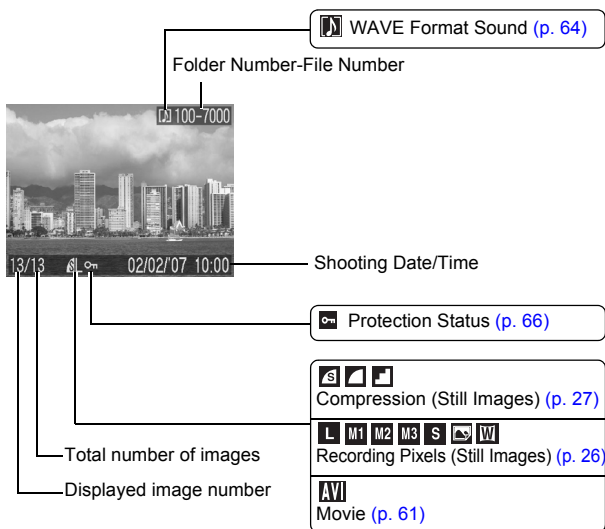 WAVE Format Sound (p. 64)
Folder Number-File Number
100-7000
13/13 S L 02/02/'07 10:00
Shooting Date/Time
Protection Status (p. 66)
S
Compression (Still Images) (p. 27)
L M1 M2 M3 S W
Recording Pixels (Still Images) (p. 26)
Total number of images
Displayed image number
AVI
Movie (p. 61)